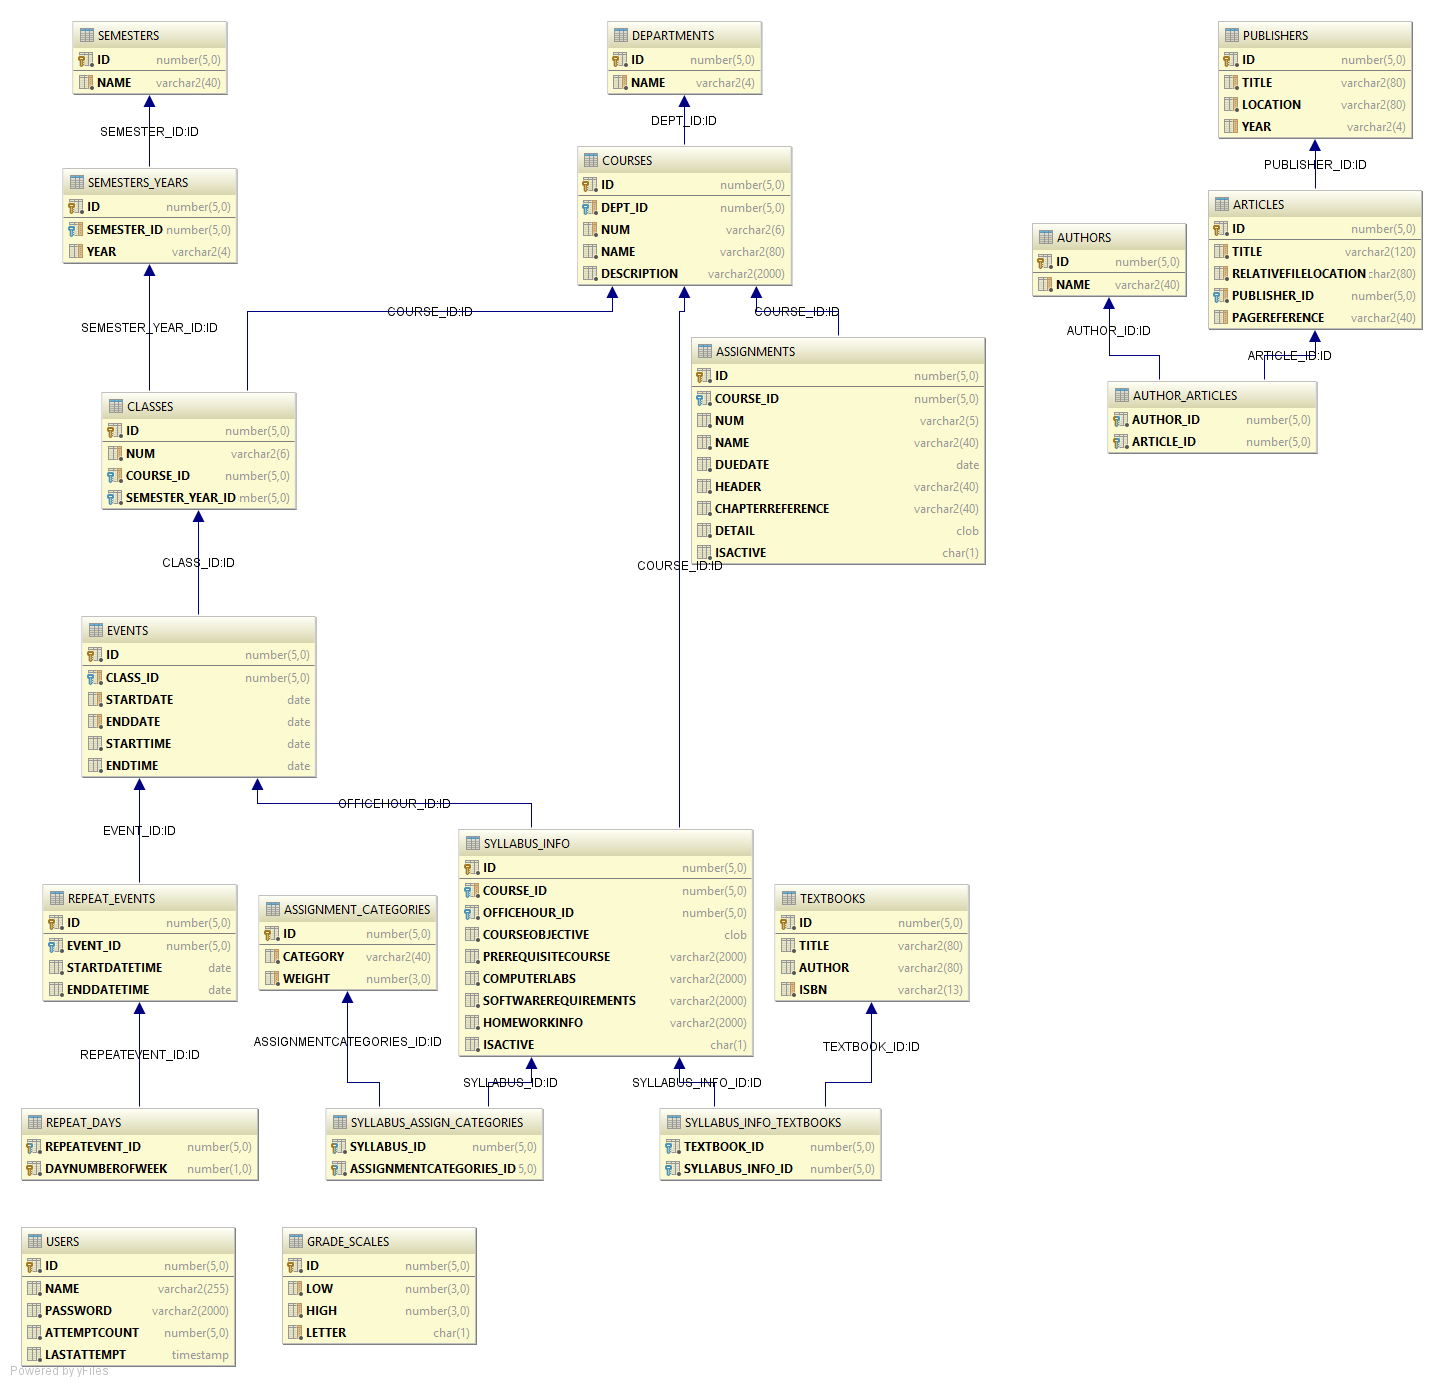 SEMESTERS
ID number(5,0)
NAME varchar2(40)
DEPARTMENTS
ID number(5,0)
NAME varchar2(4)
PUBLISHERS
ID number(5,0)
TITLE varchar2(80)
LOCATION varchar2(80)
YEAR varchar2(4)
SEMESTER_ID:ID
DEPT_ID:ID
PUBLISHER_ID:ID
SEMESTERS_YEARS
ID number(5,0)
SEMESTER_ID number(5,0)
YEAR varchar2(4)
COURSES
ID number(5,0)
DEPT_ID number(5,0)
NUM varchar2(6)
NAME varchar2(80)
DESCRIPTION varchar2(2000)
AUTHORS
ID number(5,0)
NAME varchar2(40)
ARTICLES
ID number(5,0)
TITLE varchar2(120)
RELATIVEFILELOCATION char2(80)
PUBLISHER_ID number(5,0)
PAGEREFERENCE varchar2(40)
SEMESTER_YEAR_ID:ID
COURSE_ID:ID
COURSE_ID:ID
AUTHOR_ID:ID
ARTICLE_ID:ID
CLASSES
ID number(5,0)
NUM varchar2(6)
COURSE_ID number(5,0)
SEMESTER_YEAR_ID mber(5,0)
ASSIGNMENTS
ID number(5,0)
COURSE_ID number(5,0)
NUM varchar2(5)
NAME varchar2(40)
DUEDATE date
HEADER varchar2(40)
CHAPTERREFERENCE varchar2(40)
DETAIL clob
ISACTIVE char(1)
AUTHOR_ARTICLES
AUTHOR_ID number(5,0)
ARTICLE_ID number(5,0)
CLASS_ID:ID
COURSE_ID:ID
EVENTS
ID number(5,0)
CLASS_ID number(5,0)
STARTDATE date
ENDDATE date
STARTTIME date
ENDTIME date
EVENT_ID:ID
OFFICEHOUR_ID:ID
REPEAT_EVENTS
ID number(5,0)
EVENT_ID number(5,0)
STARTDATETIME date
ENDDATETIME date
ASSIGNMENT_CATEGORIES
ID number(5,0)
CATEGORY varchar2(40)
WEIGHT number(3,0)
SYLLABUS_INFO
ID number(5,0)
COURSE_ID number(5,0)
OFFICEHOUR_ID number(5,0)
COURSEOBJECTIVE clob
PREREQUISITECOURSE varchar2(2000)
COMPUTERLABS varchar2(2000)
SOFTWAREREQUIREMENTS varchar2(2000)
HOMEWORKINFO varchar2(2000)
ISACTIVE char(1)
TEXTBOOKS
ID number(5,0)
TITLE varchar2(80)
AUTHOR varchar2(80)
ISBN varchar2(13)
REPEATEVENT_ID:ID
ASSIGNMENTCATEGORIES_ID:ID
SYLLABUS_ID:ID
SYLLABUS_INFO_ID:ID
TEXTBOOK_ID:ID
REPEAT_DAYS
REPEATEVENT_ID number(5,0)
DAYNUMBEROFWEEK number(1,0)
SYLLABUS_ASSIGN_CATEGORIES
SYLLABUS_ID number(5,0)
ASSIGNMENTCATEGORIES_ID 5,0)
SYLLABUS_INFO_TEXTBOOKS
TEXTBOOK_ID number(5,0)
SYLLABUS_INFO_ID number(5,0)
USERS
ID number(5,0)
NAME varchar2(255)
PASSWORD varchar2(2000)
ATTEMPTCOUNT number(5,0)
LASTATTEMPT timestamp
GRADE_SCALES
ID number(5,0)
LOW number(3,0)
HIGH number(3,0)
LETTER char(1)
Powered by yFiles